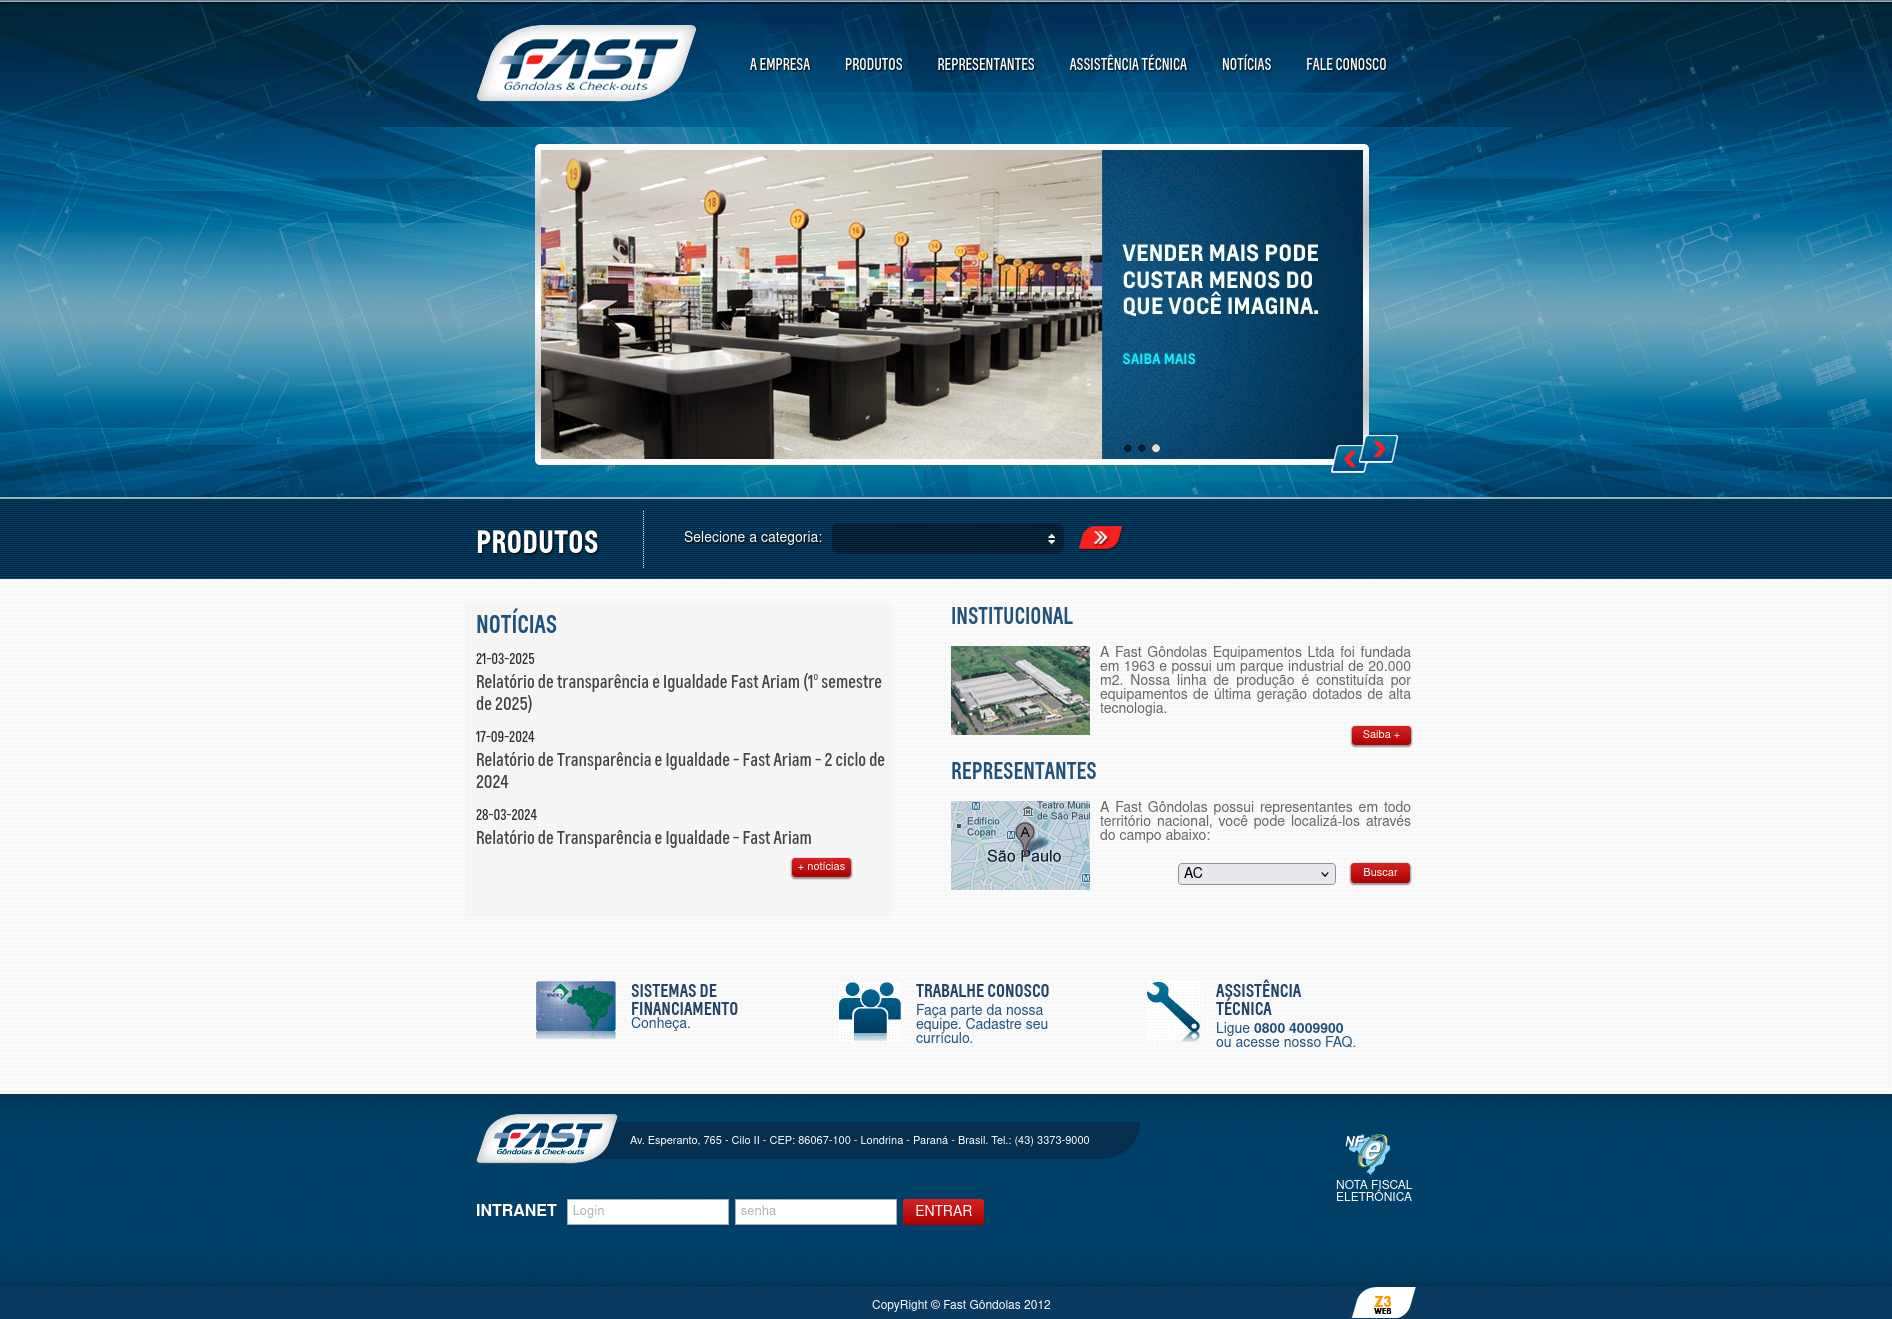 FAST
Gôndolas & Check-outs
A EMPRESA
PRODUTOS
REPRESENTANTES
ASSISTÊNCIA TÉCNICA
NOTÍCIAS
FALE CONOSCO
19
18
17
16
15
14
VENDER MAIS PODE
CUSTAR MENOS DO
QUE VOCÊ IMAGINA.
SAIBA MAIS
PRODUTOS
Selecione a categoria:
NOTÍCIAS
21-03-2025
Relatório de transparência e Igualdade Fast Ariam (1º semestre
de 2025)
17-09-2024
Relatório de Transparência e Igualdade – Fast Ariam – 2 ciclo de
2024
28-03-2024
Relatório de Transparência e Igualdade – Fast Ariam
+ notícias
INSTITUCIONAL
A Fast Gôndolas Equipamentos Ltda foi fundada
em 1963 e possui um parque industrial de 20.000
m2. Nossa linha de produção é constituída por
equipamentos de última geração dotados de alta
tecnologia.
Saiba +
REPRESENTANTES
M
Teatro Munic
de São Paul
Edifício
Copan
M
A
São Paulo
M
A Fast Gôndolas possui representantes em todo
território nacional, você pode localizá-los através
do campo abaixo:
AC
Buscar
SISTEMAS DE
FINANCIAMENTO
Conheça.
TRABALHE CONOSCO
Faça parte da nossa
equipe. Cadastre seu
currículo.
ASSISTÊNCIA
TÉCNICA
Ligue 0800 4009900
ou acesse nosso FAQ.
FAST
Gôndolas & Check-outs
Av. Esperanto, 765 - Cilo II - CEP: 86067-100 - Londrina - Paraná - Brasil. Tel.: (43) 3373-9000
NFe
NOTA FISCAL
ELETRÔNICA
INTRANET
Login
senha
ENTRAR
CopyRight © Fast Gôndolas 2012
Z3
WEB